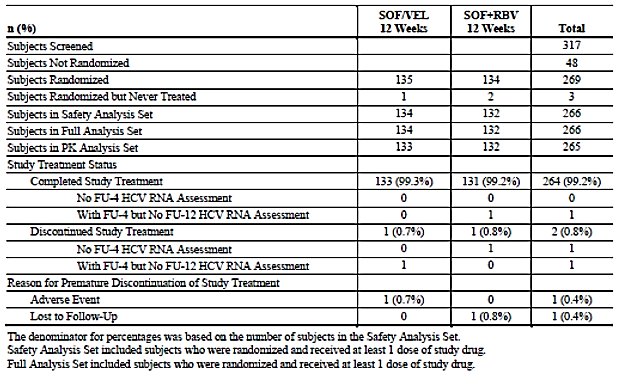 n (%) SOF/VEL 12 Weeks SOF+RBV 12 Weeks Total
Subjects Screened 317
Subjects Not Randomized 48
Subjects Randomized 135 134 269
Subjects Randomized but Never Treated 1 2 3
Subjects in Safety Analysis Set 134 132 266
Subjects in Full Analysis Set 134 132 266
Subjects in PK Analysis Set 133 132 265
Study Treatment Status
Completed Study Treatment 133 (99.3%) 131 (99.2%) 264 (99.2%)
No FU-4 HCV RNA Assessment 0 0 0
With FU-4 but No FU-12 HCV RNA Assessment 0 1 1
Discontinued Study Treatment 1 (0.7%) 1 (0.8%) 2 (0.8%)
No FU-4 HCV RNA Assessment 0 1 1
With FU-4 but No FU-12 HCV RNA Assessment 1 0 1
Reason for Premature Discontinuation of Study Treatment
Adverse Event 1 (0.7%) 0 1 (0.4%)
Lost to Follow-Up 0 1 (0.8%) 1 (0.4%)
The denominator for percentages was based on the number of subjects in the Safety Analysis Set.
Safety Analysis Set included subjects who were randomized and received at least 1 dose of study drug.
Full Analysis Set included subjects who were randomized and received at least 1 dose of study drug.